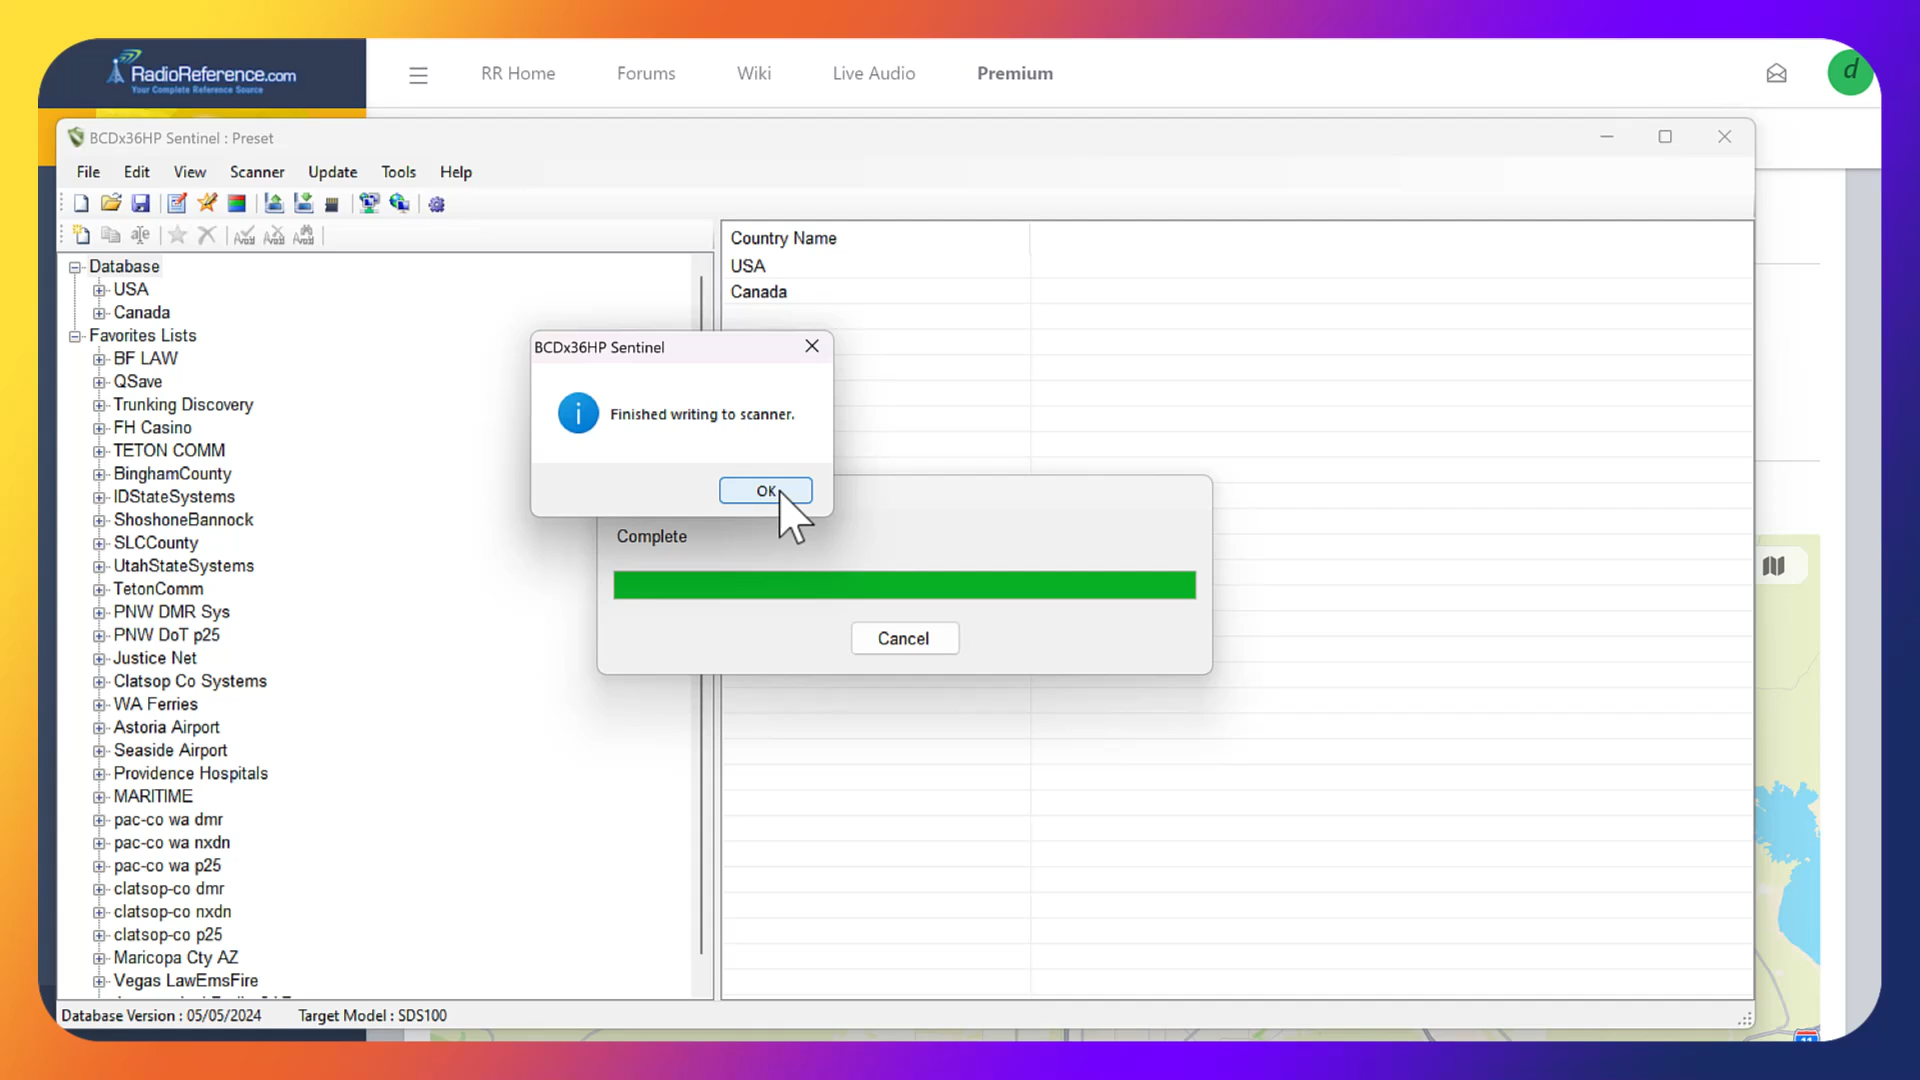 RadioReference.com
Your Complete Reference Source
RR Home Forums Wiki Live Audio Premium
d
BCDx36HP Sentinel : Preset
File Edit View Scanner Update Tools Help
Database
USA
Canada
Favorites Lists
BF LAW
QSave
Trunking Discovery
FH Casino
TETON COMM
BinghamCounty
IDStateSystems
ShoshoneBannock
SLCCounty
UtahStateSystems
TetonComm
PNW DMR Sys
PNW DoT p25
Justice Net
Clatsop Co Systems
WA Ferries
Astoria Airport
Seaside Airport
Providence Hospitals
MARITIME
pac-co wa dmr
pac-co wa nxdn
pac-co wa p25
clatsop-co dmr
clatsop-co nxdn
clatsop-co p25
Maricopa Cty AZ
Vegas LawEmsFire
Country Name
USA
Canada
BCDx36HP Sentinel
Finished writing to scanner.
OK
Complete
Cancel
Database Version : 05/05/2024 Target Model : SDS100